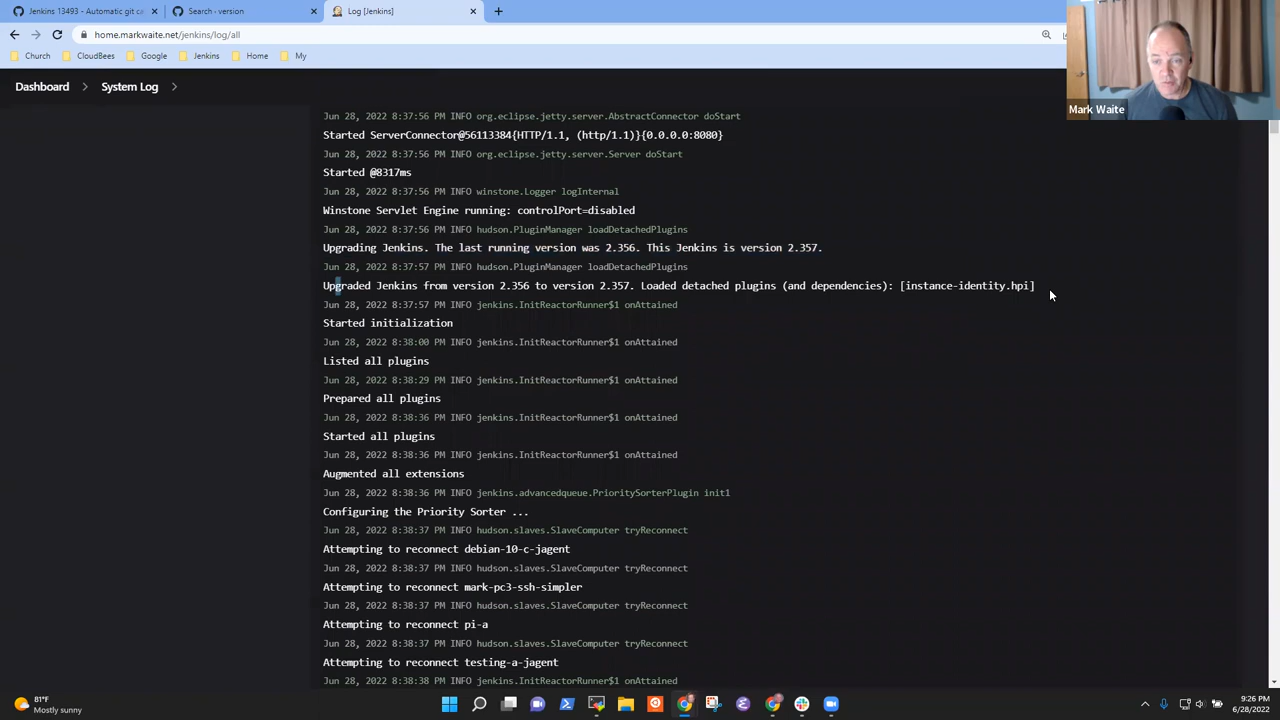 Jenkins 13493 - Automatic git ca
Search · version
Log [Jenkins]
home.markwaite.net/jenkins/log/all
Church
CloudBees
Google
Jenkins
Home
My
Dashboard
System Log
Mark Waite
Jun 28, 2022 8:37:56 PM INFO org.eclipse.jetty.server.AbstractConnector doStart
Started ServerConnector@56113384{HTTP/1.1, (http/1.1)}{0.0.0.0:8080}
Jun 28, 2022 8:37:56 PM INFO org.eclipse.jetty.server.Server doStart
Started @8317ms
Jun 28, 2022 8:37:56 PM INFO winstone.Logger logInternal
Winstone Servlet Engine running: controlPort=disabled
Jun 28, 2022 8:37:56 PM INFO hudson.PluginManager loadDetachedPlugins
Upgrading Jenkins. The last running version was 2.356. This Jenkins is version 2.357.
Jun 28, 2022 8:37:57 PM INFO hudson.PluginManager loadDetachedPlugins
Upgraded Jenkins from version 2.356 to version 2.357. Loaded detached plugins (and dependencies): [instance-identity.hpi]
Jun 28, 2022 8:37:57 PM INFO jenkins.InitReactorRunner$1 onAttained
Started initialization
Jun 28, 2022 8:38:00 PM INFO jenkins.InitReactorRunner$1 onAttained
Listed all plugins
Jun 28, 2022 8:38:29 PM INFO jenkins.InitReactorRunner$1 onAttained
Prepared all plugins
Jun 28, 2022 8:38:36 PM INFO jenkins.InitReactorRunner$1 onAttained
Started all plugins
Jun 28, 2022 8:38:36 PM INFO jenkins.InitReactorRunner$1 onAttained
Augmented all extensions
Jun 28, 2022 8:38:36 PM INFO jenkins.advancedqueue.PrioritySorterPlugin init1
Configuring the Priority Sorter ...
Jun 28, 2022 8:38:37 PM INFO hudson.slaves.SlaveComputer tryReconnect
Attempting to reconnect debian-10-c-jagent
Jun 28, 2022 8:38:37 PM INFO hudson.slaves.SlaveComputer tryReconnect
Attempting to reconnect mark-pc3-ssh-simpler
Jun 28, 2022 8:38:37 PM INFO hudson.slaves.SlaveComputer tryReconnect
Attempting to reconnect pi-a
Jun 28, 2022 8:38:37 PM INFO hudson.slaves.SlaveComputer tryReconnect
Attempting to reconnect testing-a-jagent
Jun 28, 2022 8:38:38 PM INFO jenkins.InitReactorRunner$1 onAttained
81°F
Mostly sunny
9:26 PM
6/28/2022